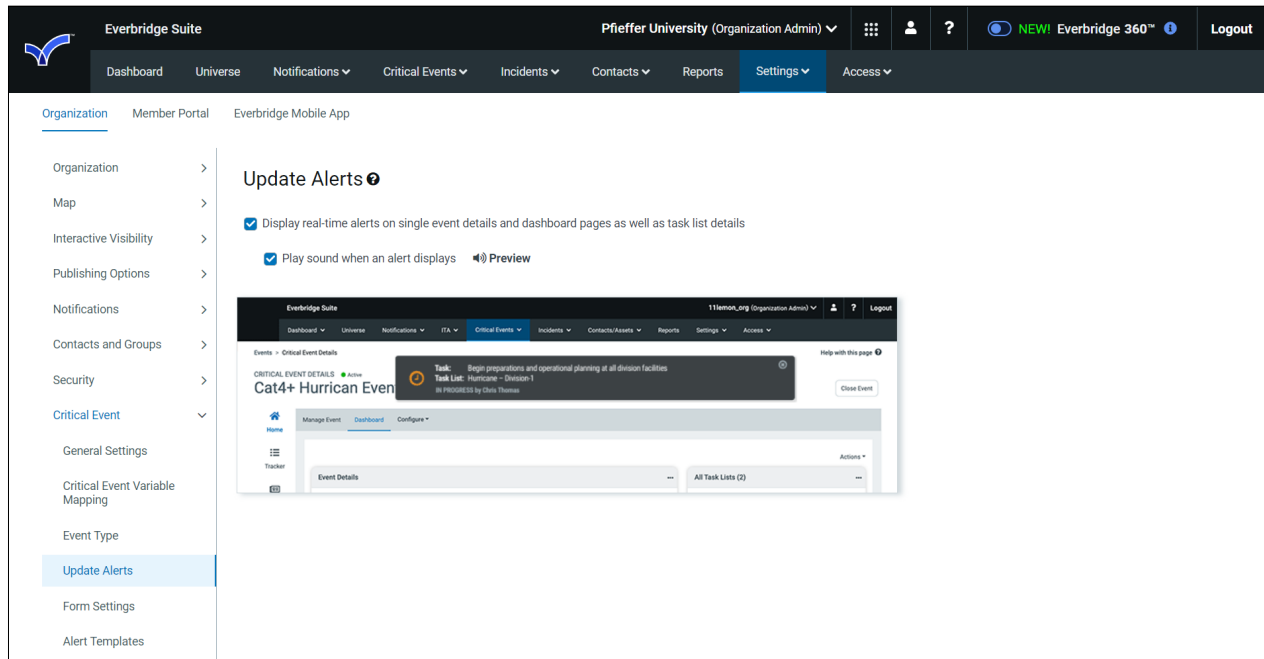 Everbridge Suite
Pfieffer University (Organization Admin)
?
NEW! Everbridge 360™
Logout
Dashboard
Universe
Notifications
Critical Events
Incidents
Contacts
Reports
Settings
Access
Organization
Member Portal
Everbridge Mobile App
Organization
Map
Interactive Visibility
Publishing Options
Notifications
Contacts and Groups
Security
Critical Event
General Settings
Critical Event Variable
Mapping
Event Type
Update Alerts
Form Settings
Alert Templates
Update Alerts ?
Display real-time alerts on single event details and dashboard pages as well as task list details
Play sound when an alert displays
Preview
Everbridge Suite
11lemon_org (Organization Admin)
?
Logout
Dashboard
Universe
Notifications
ITA
Critical Events
Incidents
Contacts/Assets
Reports
Settings
Access
Events > Critical Event Details
Help with this page ?
CRITICAL EVENT DETAILS
Active
Cat4+ Hurrican Even
Task: Begin preparations and operational planning at all division facilities
Task List: Hurricane – Division-1
IN PROGRESS by Chris Thomas
Close Event
Home
Manage Event
Dashboard
Configure
Tracker
Actions
Event Details
All Task Lists (2)